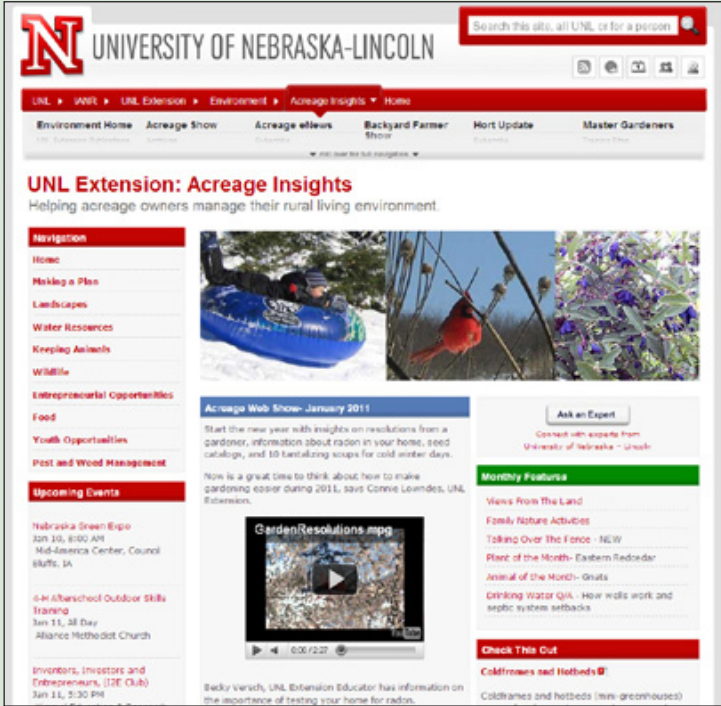 N
UNIVERSITY OF NEBRASKA-LINCOLN
Search this site, all UNL or for a person
UNL ▸ IANR ▸ UNL Extension ▸ Environment ▸ Acreage Insights ▾ Home
Environment Home Acreage Show Acreage eNews Backyard Farmer Show Hort Update Master Gardeners
UNL Extension: Acreage Insights
Helping acreage owners manage their rural living environment.
Navigation
Home
Making a Plan
Landscapes
Water Resources
Keeping Animals
Wildlife
Entrepreneurial Opportunities
Food
Youth Opportunities
Pest and Weed Management
Upcoming Events
Nebraska Green Expo
Jan 10, 8:00 AM
Mid-America Center, Council
Bluffs, IA
4-H Afterschool Outdoor Skills
Training
Jan 11, All Day
Alliance Methodist Church
Inventors, Investors and
Entrepreneurs, (I2E Club)
Jan 11, 5:30 PM
Acreage Web Show- January 2011
Start the new year with insights on resolutions from a
gardener, information about radon in your home, seed
catalogs, and 10 tantalizing soups for cold winter days.
Now is a great time to think about how to make
gardening easier during 2011, says Connie Lowndes, UNL
Extension.
GardenResolutions.mpg
YouTube
0:00 / 2:27
Becky Versch, UNL Extension Educator has information on
the importance of testing your home for radon.
Ask an Expert
Connect with experts from
University of Nebraska - Lincoln
Monthly Features
Views From The Land
Family Nature Activities
Talking Over The Fence - NEW
Plant of the Month- Eastern Redcedar
Animal of the Month- Gnats
Drinking Water Q/A - How wells work and
septic system setbacks
Check This Out
Coldframes and Hotbeds
Coldframes and hotbeds (mini-greenhouses)